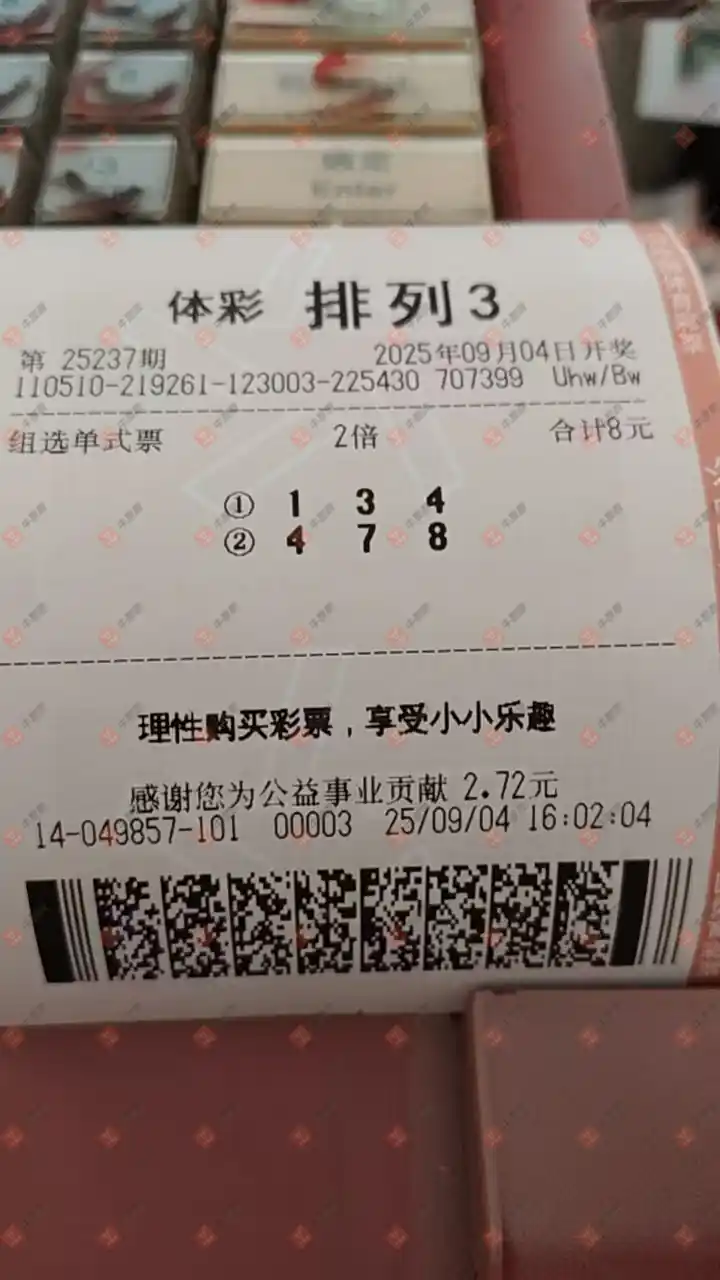 Enter
体彩 排列3
第 25237期 2025年09月04日开奖
110510-219261-123003-225430 707399 Uhw/Bw
组选单式票 2倍 合计8元
① 1 3 4
② 4 7 8
理性购买彩票，享受小小乐趣
感谢您为公益事业贡献 2.72元
14-049857-101 00003 25/09/04 16:02:04